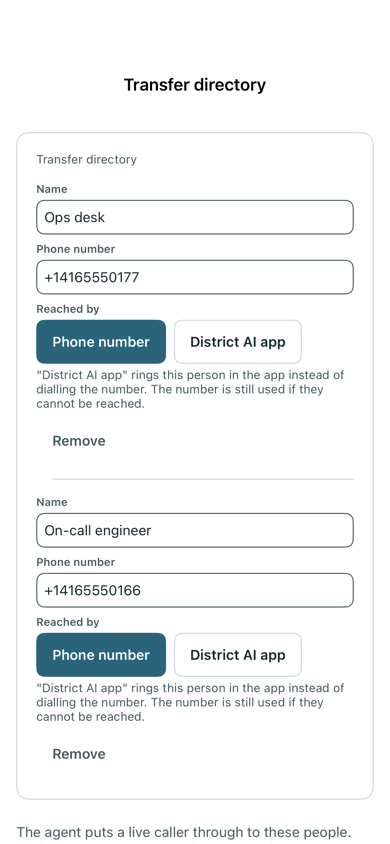 Transfer directory
Transfer directory
Name
Ops desk
Phone number
+14165550177
Reached by
Phone number
District AI app
"District AI app" rings this person in the app instead of
dialling the number. The number is still used if they
cannot be reached.
Remove
Name
On-call engineer
Phone number
+14165550166
Reached by
Phone number
District AI app
"District AI app" rings this person in the app instead of
dialling the number. The number is still used if they
cannot be reached.
Remove
The agent puts a live caller through to these people.